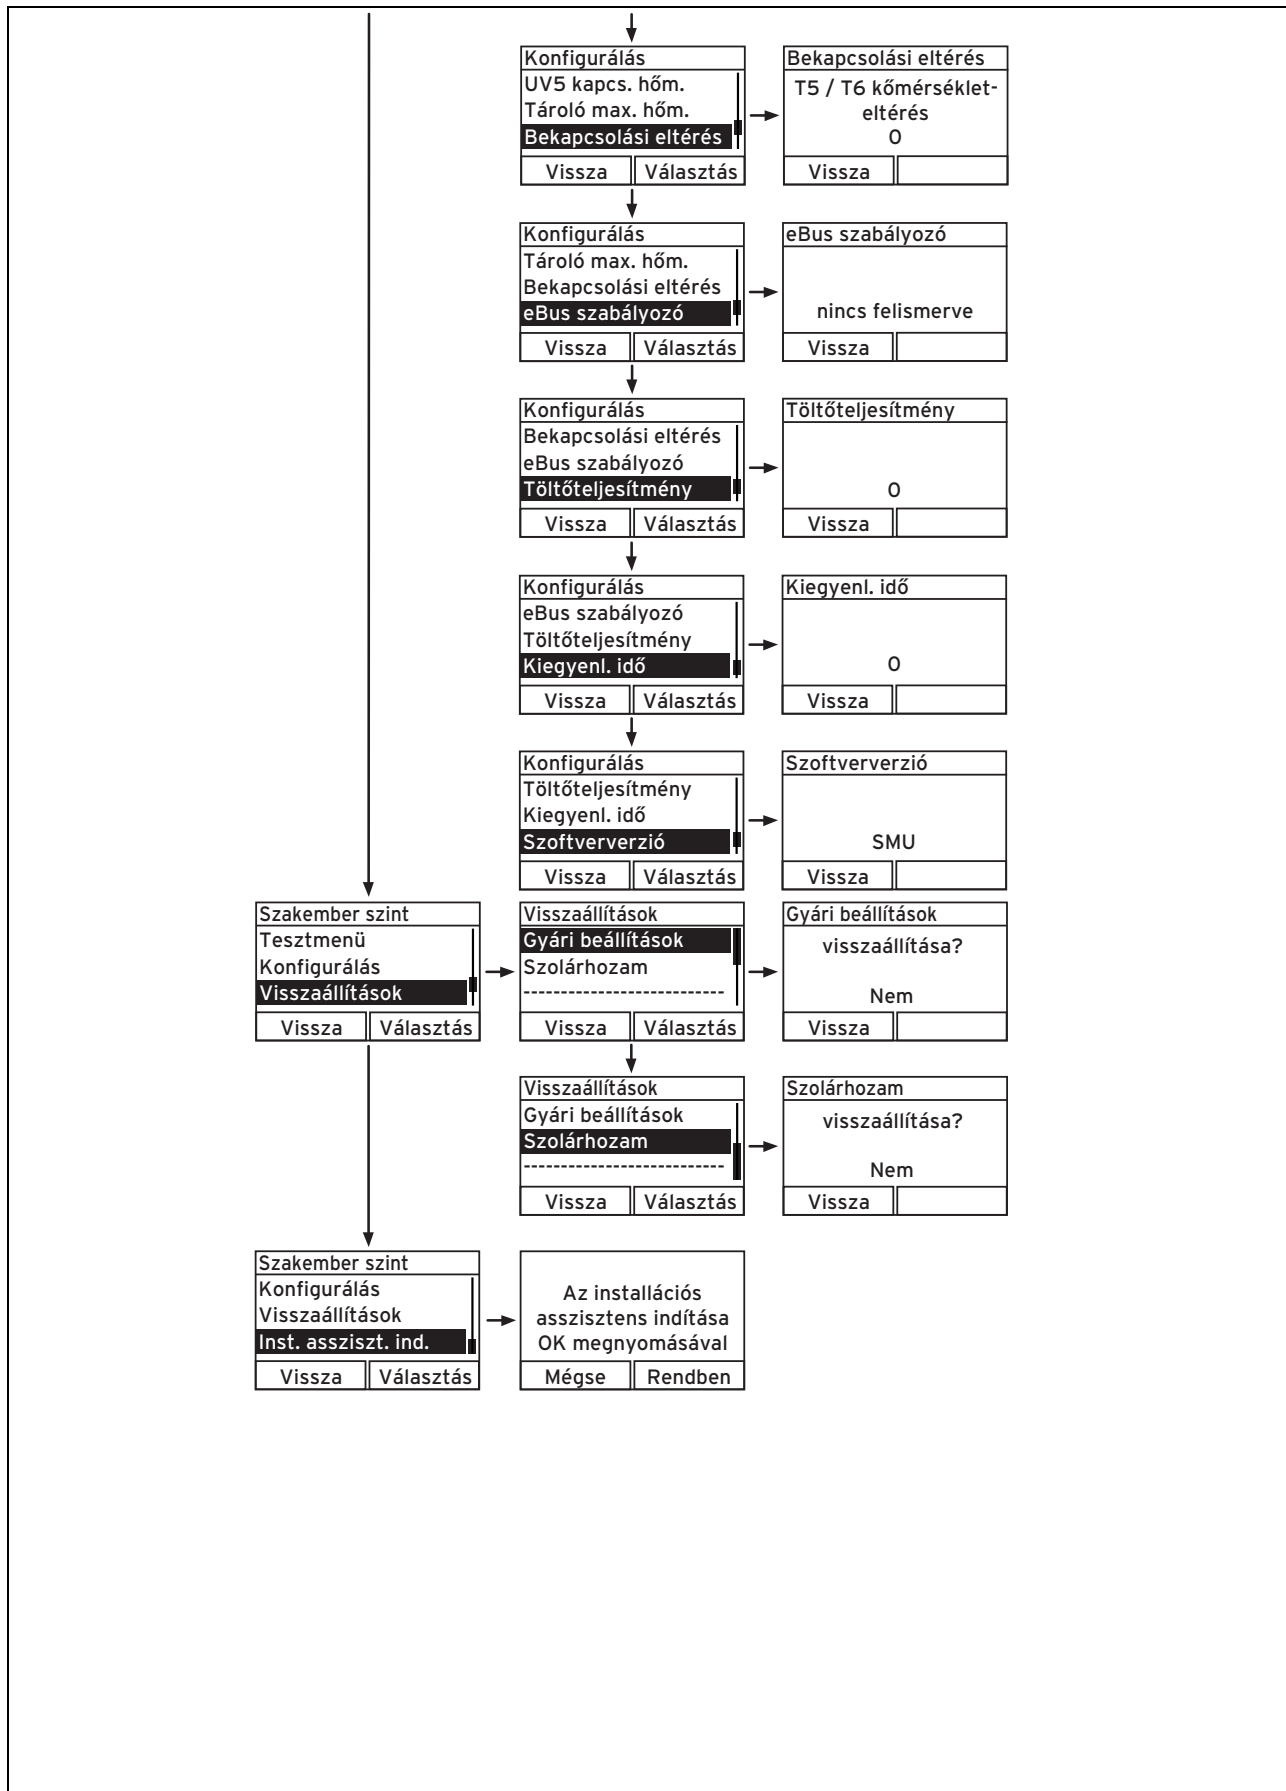 Konfigurálás
UV5 kapcs. hőm.
Tároló max. hőm.
Bekapcsolási eltérés
Vissza Választás
Bekapcsolási eltérés
T5 / T6 kőmérséklet-
eltérés
0
Vissza
Konfigurálás
Tároló max. hőm.
Bekapcsolási eltérés
eBus szabályozó
Vissza Választás
eBus szabályozó
nincs felismerve
Vissza
Konfigurálás
Bekapcsolási eltérés
eBus szabályozó
Töltőteljesítmény
Vissza Választás
Töltőteljesítmény
0
Vissza
Konfigurálás
eBus szabályozó
Töltőteljesítmény
Kiegyenl. idő
Vissza Választás
Kiegyenl. idő
0
Vissza
Konfigurálás
Töltőteljesítmény
Kiegyenl. idő
Szoftververzió
Vissza Választás
Szoftververzió
SMU
Vissza
Szakember szint
Tesztmenü
Konfigurálás
Visszaállítások
Vissza Választás
Visszaállítások
Gyári beállítások
Szolárhozam
---------------------------
Vissza Választás
Gyári beállítások
visszaállítása?
Nem
Vissza
Visszaállítások
Gyári beállítások
Szolárhozam
---------------------------
Vissza Választás
Szolárhozam
visszaállítása?
Nem
Vissza
Szakember szint
Konfigurálás
Visszaállítások
Inst. assziszt. ind.
Vissza Választás
Az installációs
asszisztens indítása
OK megnyomásával
Mégse Rendben